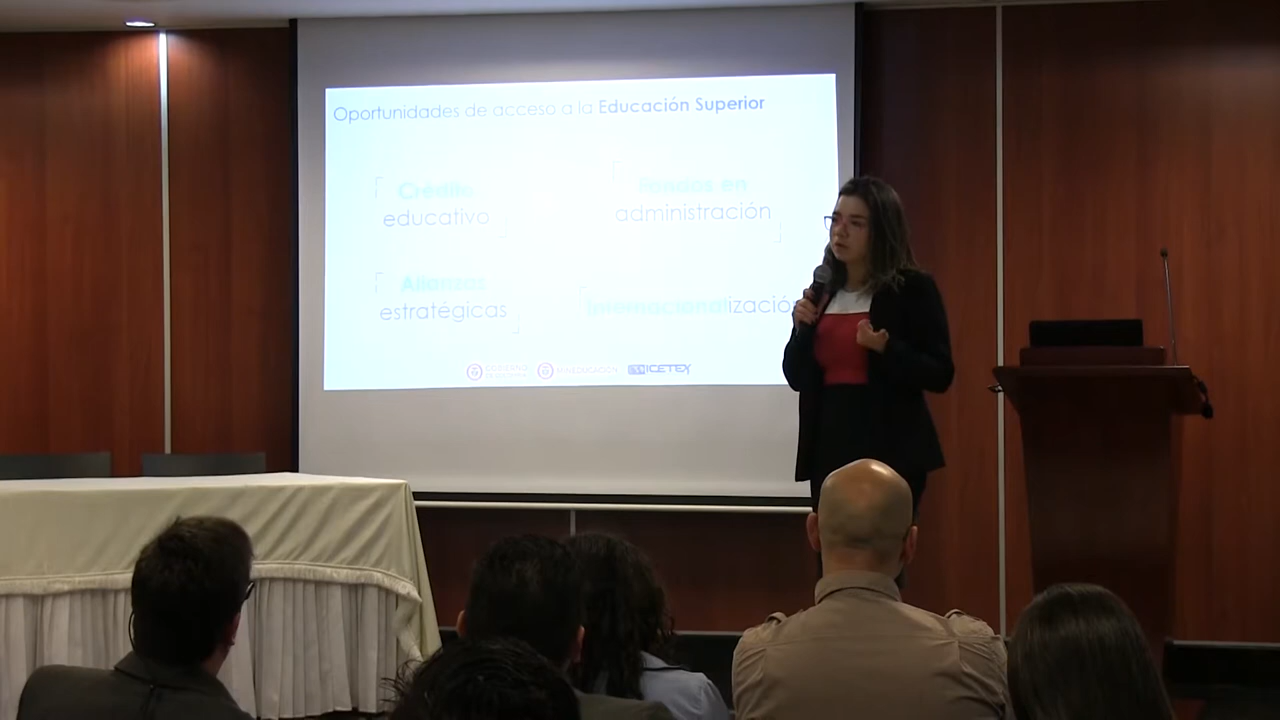 Oportunidades de acceso a la Educación Superior
Crédito
educativo
Fondos en
administración
Alianzas
estratégicas
Internacionalización
ICETEX